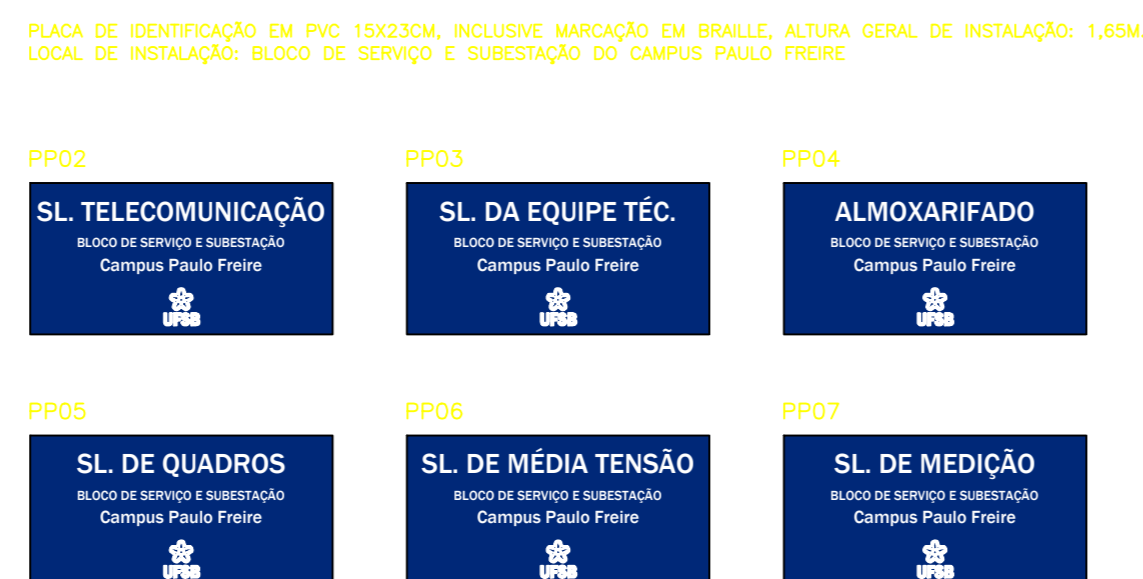 PLACA DE IDENTIFICAÇÃO EM PVC 15X23CM, INCLUSIVE MARCAÇÃO EM BRAILLE, ALTURA GERAL DE INSTALAÇÃO: 1,65M.
LOCAL DE INSTALAÇÃO: BLOCO DE SERVIÇO E SUBESTAÇÃO DO CAMPUS PAULO FREIRE
PP02
SL. TELECOMUNICAÇÃO
BLOCO DE SERVIÇO E SUBESTAÇÃO
Campus Paulo Freire
UFSB
PP03
SL. DA EQUIPE TÉC.
BLOCO DE SERVIÇO E SUBESTAÇÃO
Campus Paulo Freire
UFSB
PP04
ALMOXARIFADO
BLOCO DE SERVIÇO E SUBESTAÇÃO
Campus Paulo Freire
UFSB
PP05
SL. DE QUADROS
BLOCO DE SERVIÇO E SUBESTAÇÃO
Campus Paulo Freire
UFSB
PP06
SL. DE MÉDIA TENSÃO
BLOCO DE SERVIÇO E SUBESTAÇÃO
Campus Paulo Freire
UFSB
PP07
SL. DE MEDIÇÃO
BLOCO DE SERVIÇO E SUBESTAÇÃO
Campus Paulo Freire
UFSB